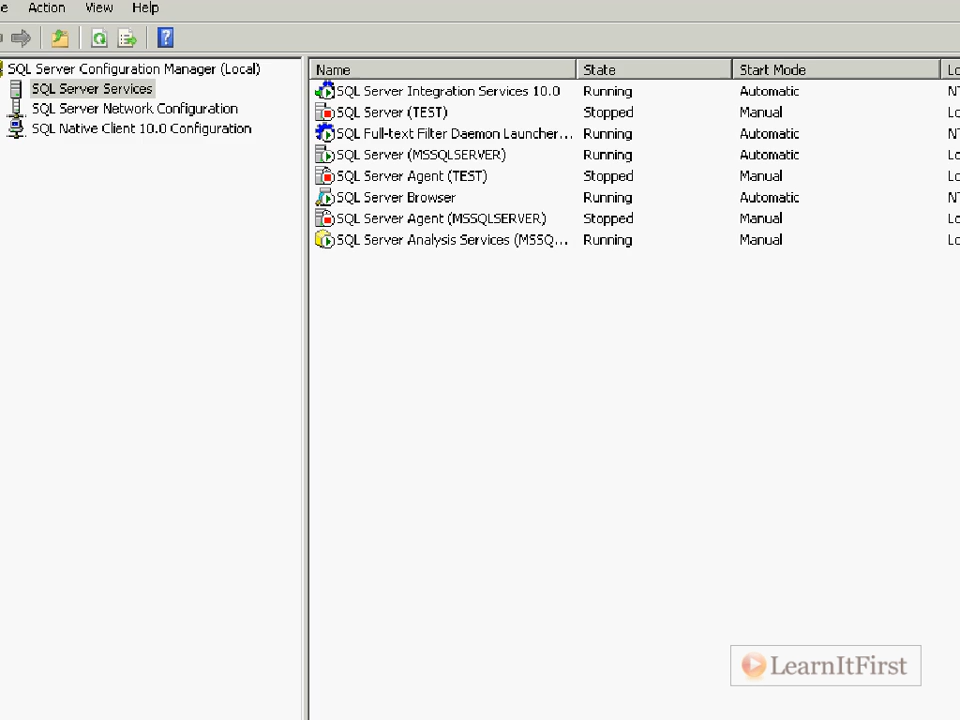 e Action View Help
SQL Server Configuration Manager (Local)
SQL Server Services
SQL Server Network Configuration
SQL Native Client 10.0 Configuration
Name State Start Mode Lo
SQL Server Integration Services 10.0 Running Automatic NT
SQL Server (TEST) Stopped Manual Lo
SQL Full-text Filter Daemon Launcher... Running Automatic NT
SQL Server (MSSQLSERVER) Running Automatic Lo
SQL Server Agent (TEST) Stopped Manual Lo
SQL Server Browser Running Automatic NT
SQL Server Agent (MSSQLSERVER) Stopped Manual Lo
SQL Server Analysis Services (MSSQ... Running Manual Lo
LearnItFirst